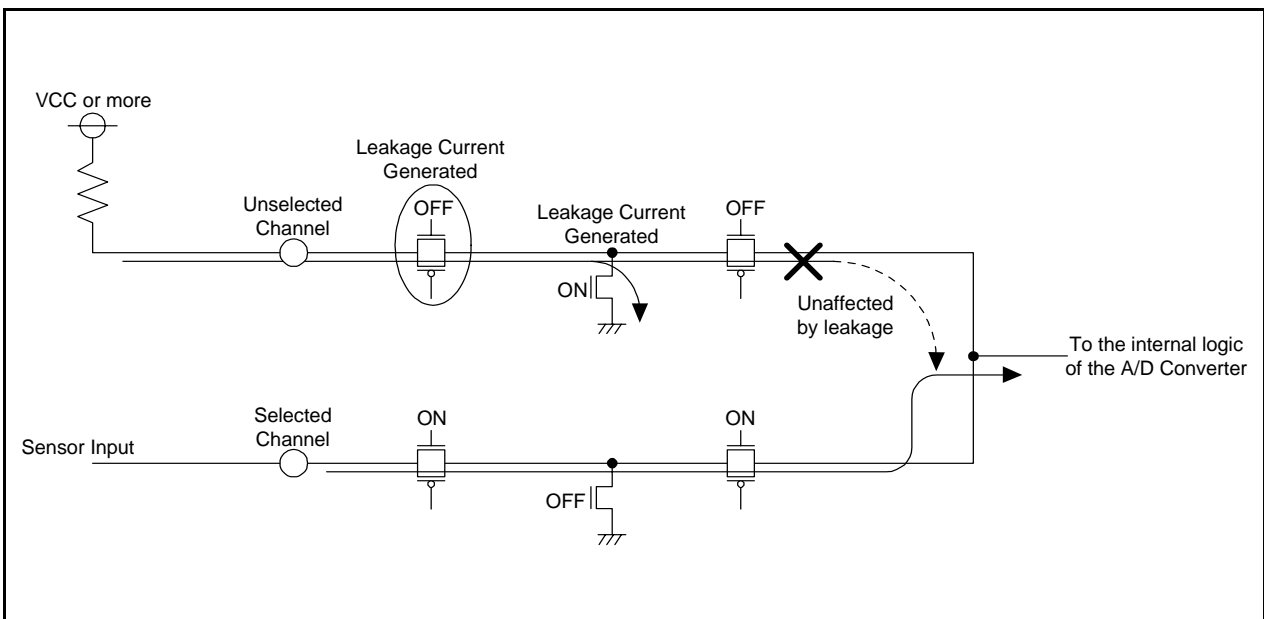 VCC or more
Leakage Current
Generated
Unselected
Channel
OFF
Leakage Current
Generated
OFF
ON
Unaffected
by leakage
To the internal logic
of the A/D Converter
Selected
Channel
ON
ON
Sensor Input
OFF